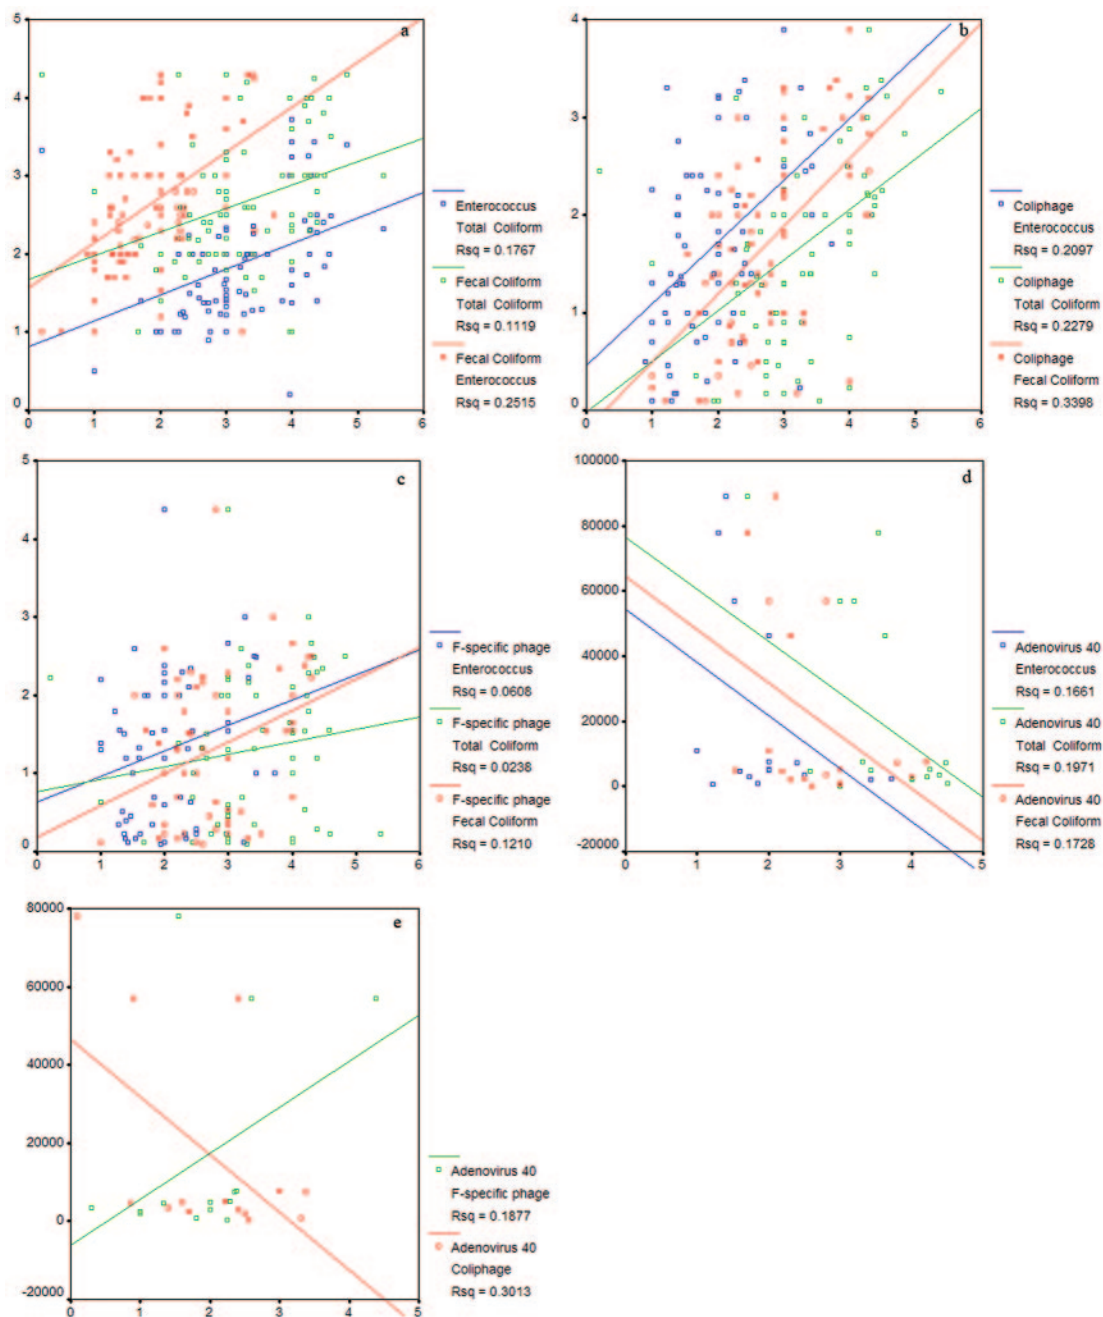 a
5
4
3
2
1
0
0 1 2 3 4 5 6
Enterococcus
Total Coliform
Rsq = 0.1767
Fecal Coliform
Total Coliform
Rsq = 0.1119
Fecal Coliform
Enterococcus
Rsq = 0.2515
b
4
3
2
1
0
0 1 2 3 4 5 6
Coliphage
Enterococcus
Rsq = 0.2097
Coliphage
Total Coliform
Rsq = 0.2279
Coliphage
Fecal Coliform
Rsq = 0.3398
c
5
4
3
2
1
0
0 1 2 3 4 5 6
F-specific phage
Enterococcus
Rsq = 0.0608
F-specific phage
Total Coliform
Rsq = 0.0238
F-specific phage
Fecal Coliform
Rsq = 0.1210
d
100000
80000
60000
40000
20000
0
-20000
0 1 2 3 4 5
Adenovirus 40
Enterococcus
Rsq = 0.1661
Adenovirus 40
Total Coliform
Rsq = 0.1971
Adenovirus 40
Fecal Coliform
Rsq = 0.1728
e
80000
60000
40000
20000
0
-20000
0 1 2 3 4 5
Adenovirus 40
F-specific phage
Rsq = 0.1877
Adenovirus 40
Coliphage
Rsq = 0.3013